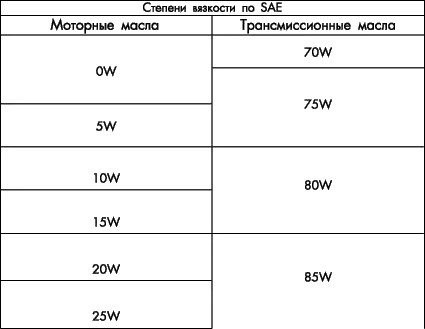 Степени вязкости по SAE
Моторные масла Трансмиссионные масла
0W 70W
5W 75W
10W 80W
15W
20W 85W
25W